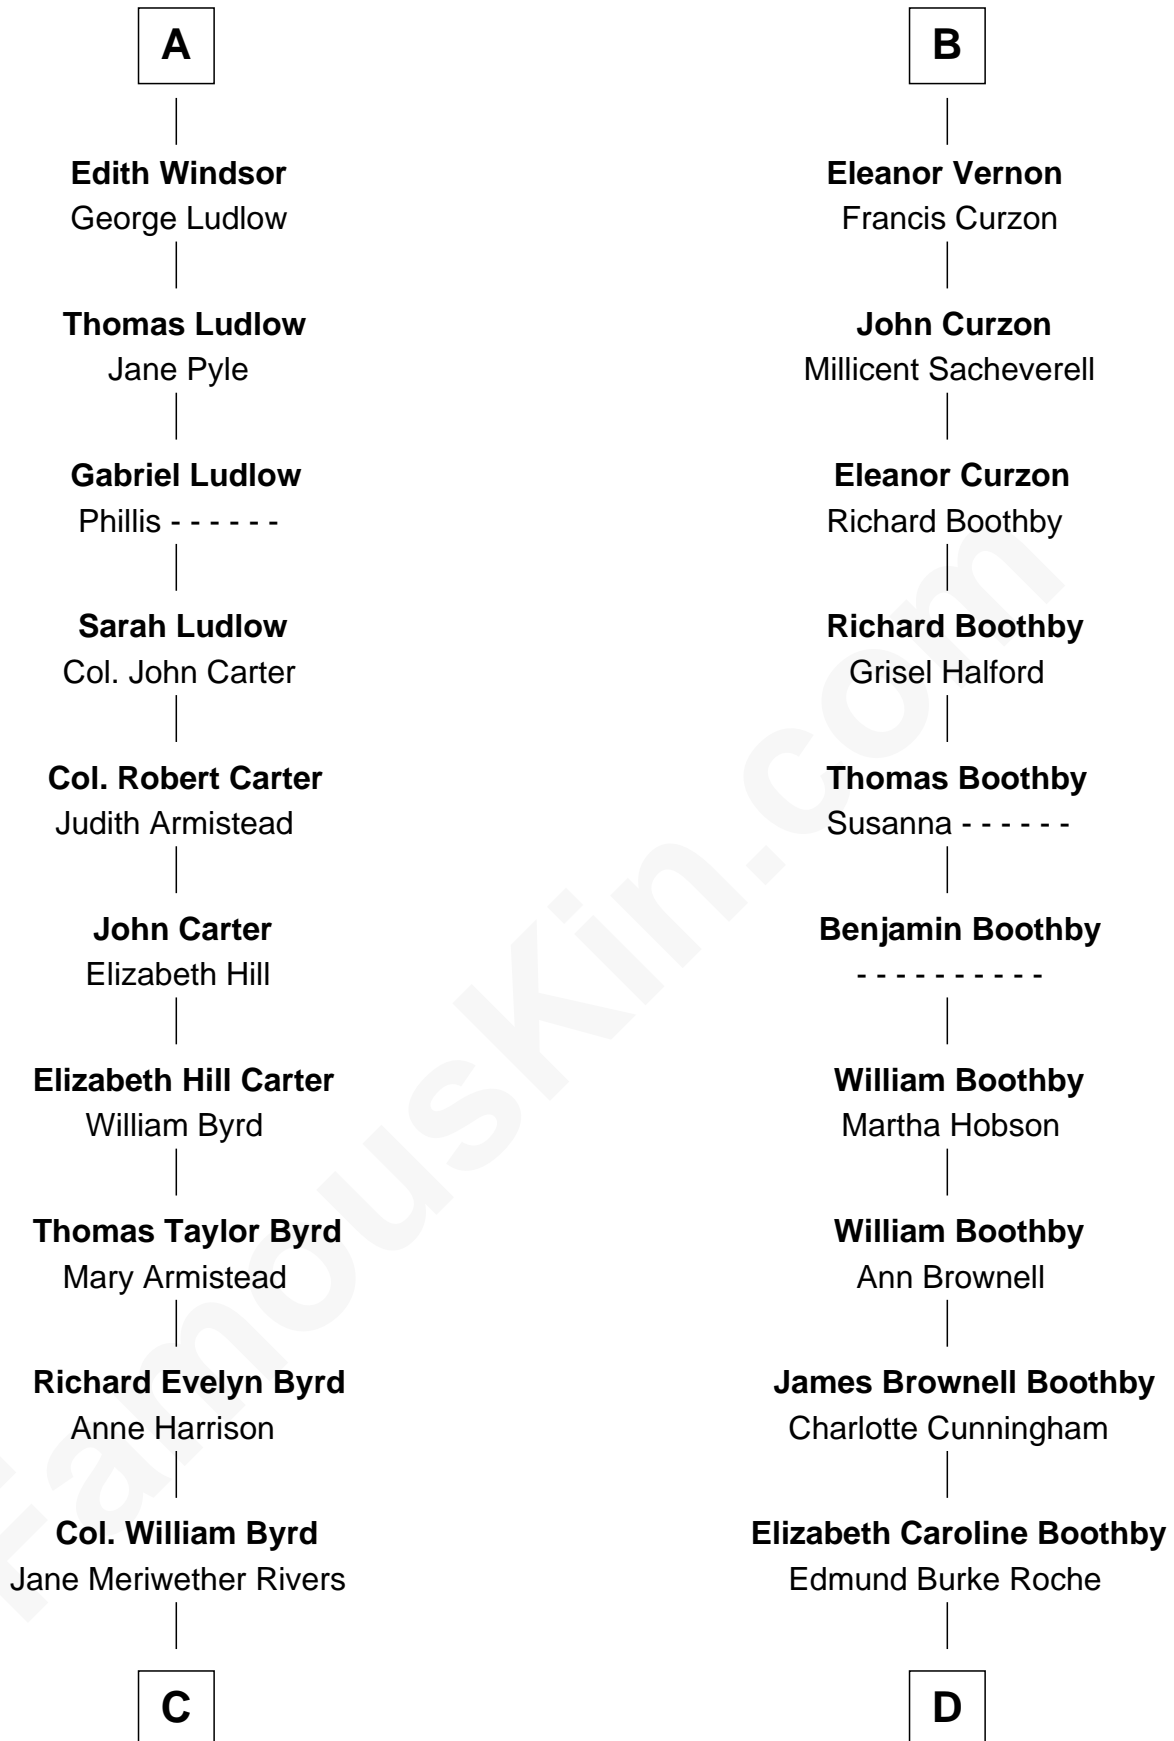 A
Edith Windsor
George Ludlow
Thomas Ludlow
Jane Pyle
Gabriel Ludlow
Phillis - - - - - -
Sarah Ludlow
Col. John Carter
Col. Robert Carter
Judith Armistead
John Carter
Elizabeth Hill
Elizabeth Hill Carter
William Byrd
Thomas Taylor Byrd
Mary Armistead
Richard Evelyn Byrd
Anne Harrison
Col. William Byrd
Jane Meriwether Rivers
C
B
Eleanor Vernon
Francis Curzon
John Curzon
Millicent Sacheverell
Eleanor Curzon
Richard Boothby
Richard Boothby
Grisel Halford
Thomas Boothby
Susanna - - - - - -
Benjamin Boothby
- - - - - - - - - -
William Boothby
Martha Hobson
William Boothby
Ann Brownell
James Brownell Boothby
Charlotte Cunningham
Elizabeth Caroline Boothby
Edmund Burke Roche
D
FamousKin.com